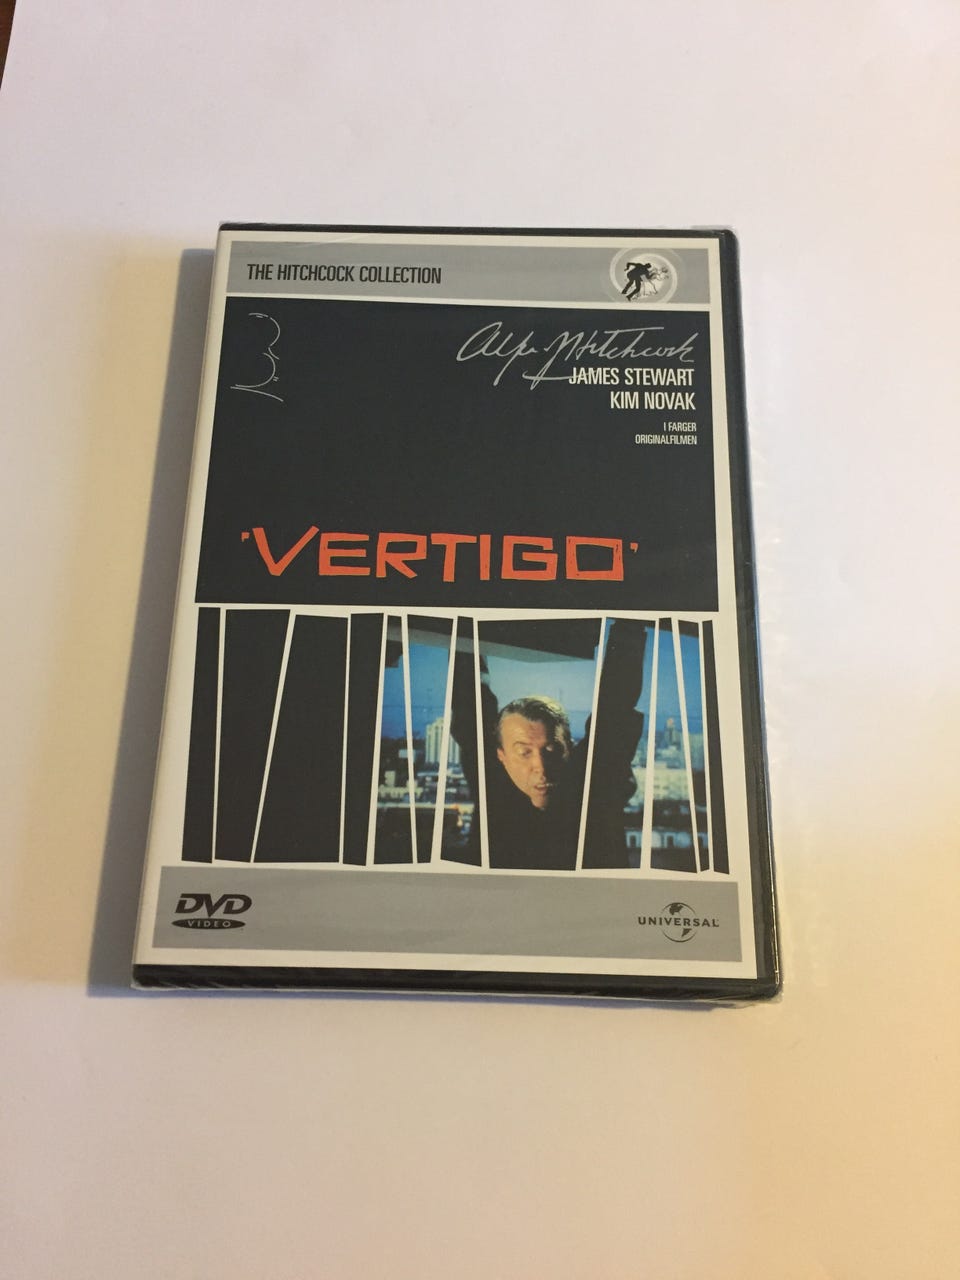 THE HITCHCOCK COLLECTION
Alfred Hitchcock
JAMES STEWART
KIM NOVAK
I FARGER
ORIGINALFILMEN
'VERTIGO'
DVD
VIDEO
UNIVERSAL